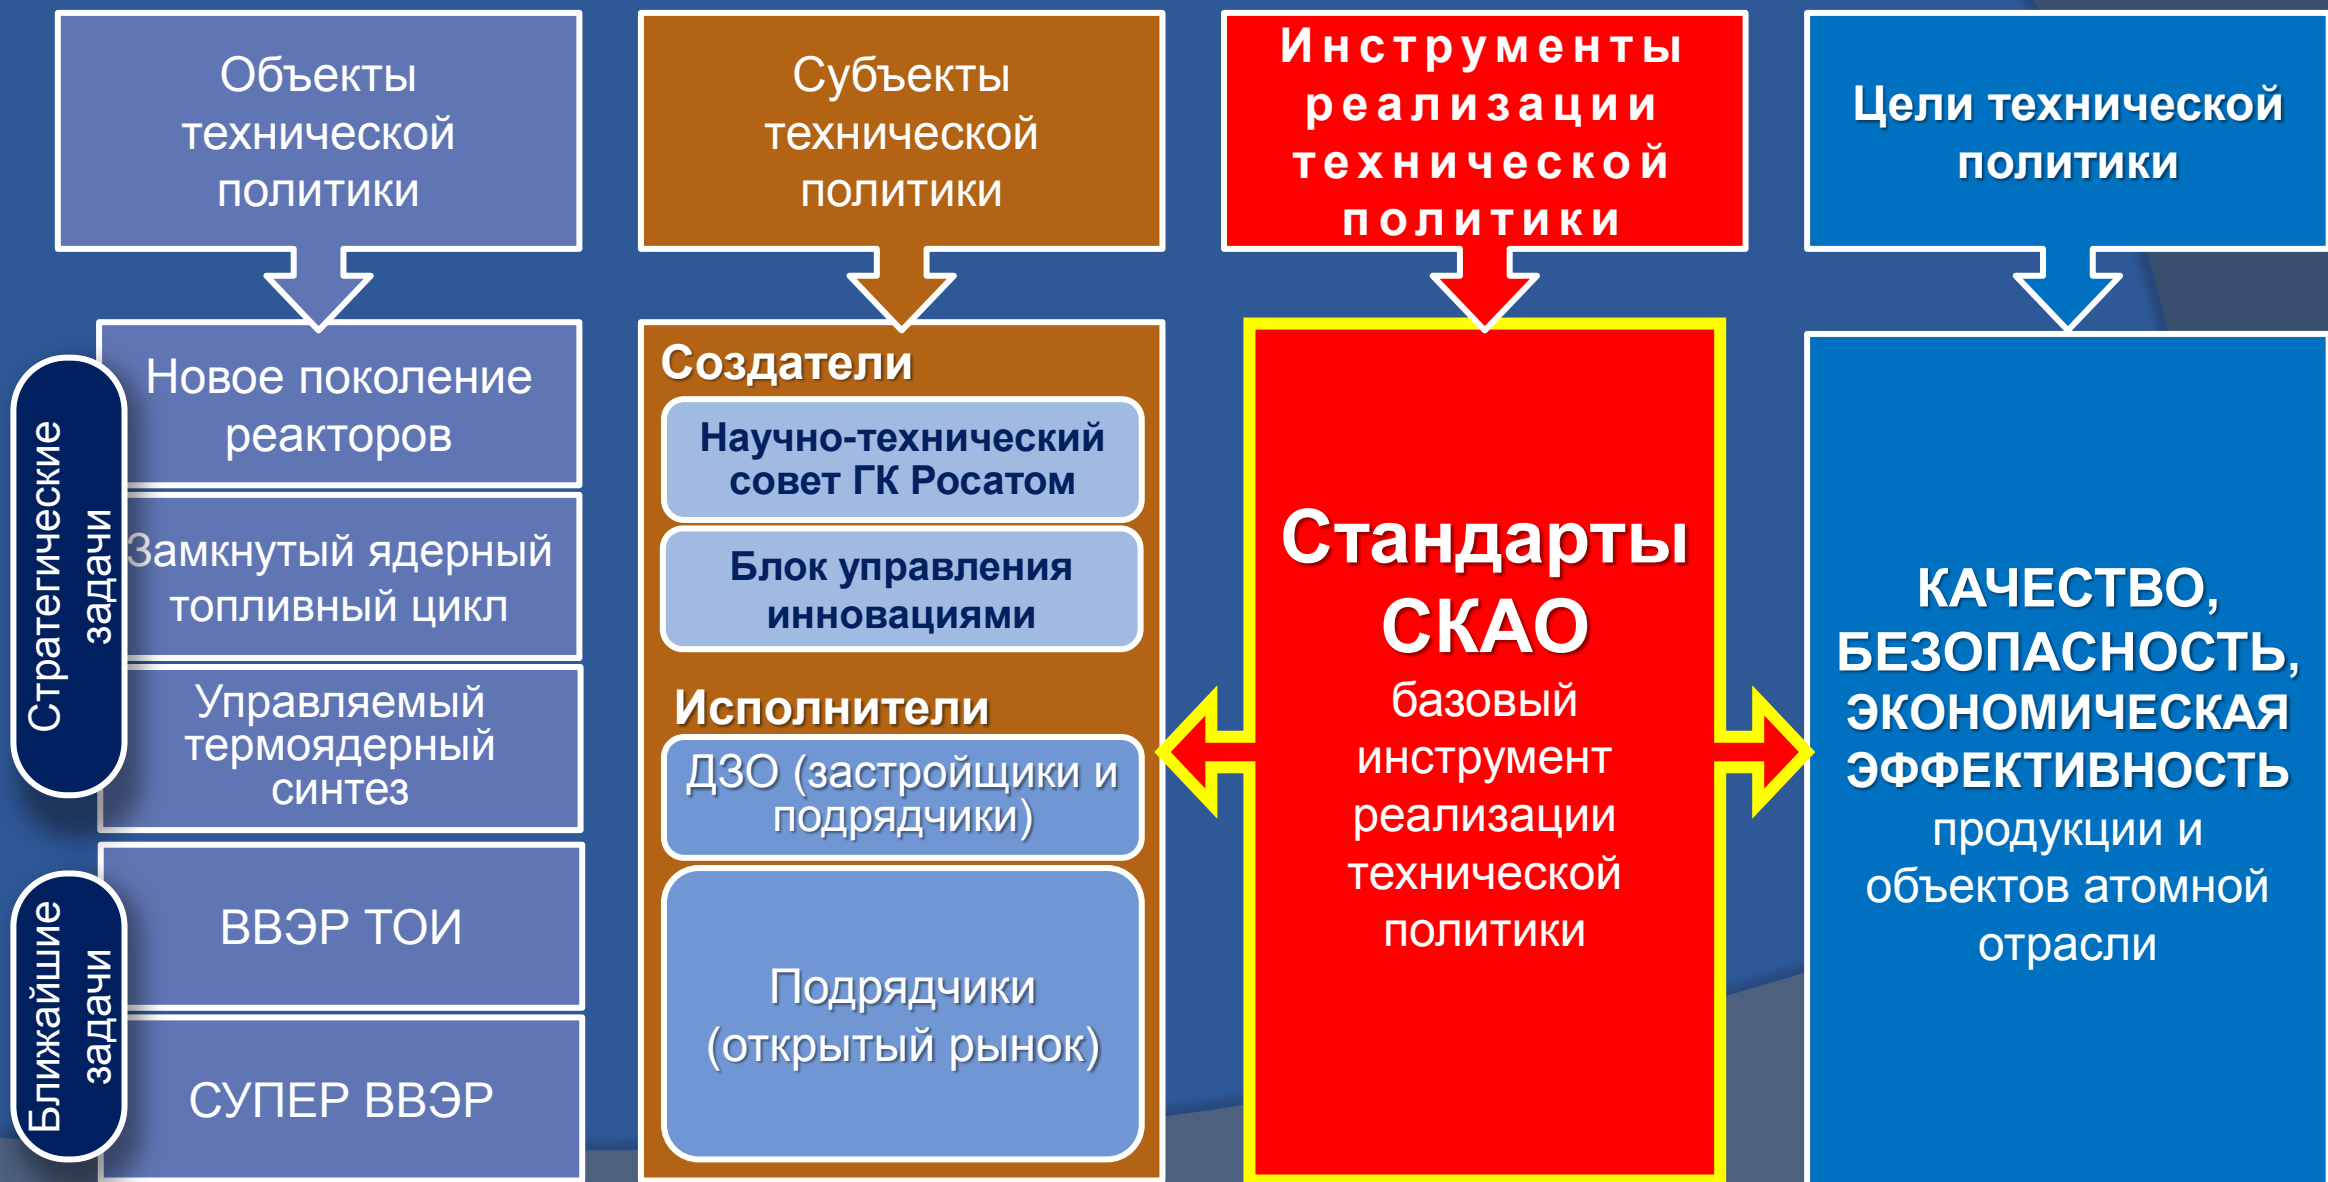 Объекты
технической
политики
Субъекты
технической
политики
Инструменты
реализации
технической
политики
Цели технической
политики
Стратегические
задачи
Новое поколение
реакторов
Замкнутый ядерный
топливный цикл
Управляемый
термоядерный
синтез
Ближайшие
задачи
ВВЭР ТОИ
СУПЕР ВВЭР
Создатели
Научно-технический
совет ГК Росатом
Блок управления
инновациями
Исполнители
ДЗО (застройщики и
подрядчики)
Подрядчики
(открытый рынок)
Стандарты
СКАО
базовый
инструмент
реализации
технической
политики
КАЧЕСТВО,
БЕЗОПАСНОСТЬ,
ЭКОНОМИЧЕСКАЯ
ЭФФЕКТИВНОСТЬ
продукции и
объектов атомной
отрасли